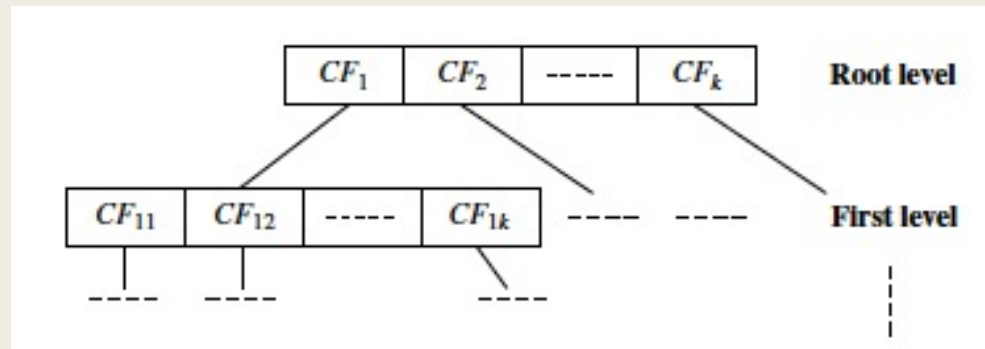 CF₁ CF₂ ----- CFₖ Root level
CF₁₁ CF₁₂ ----- CF₁ₖ ---- ---- First level